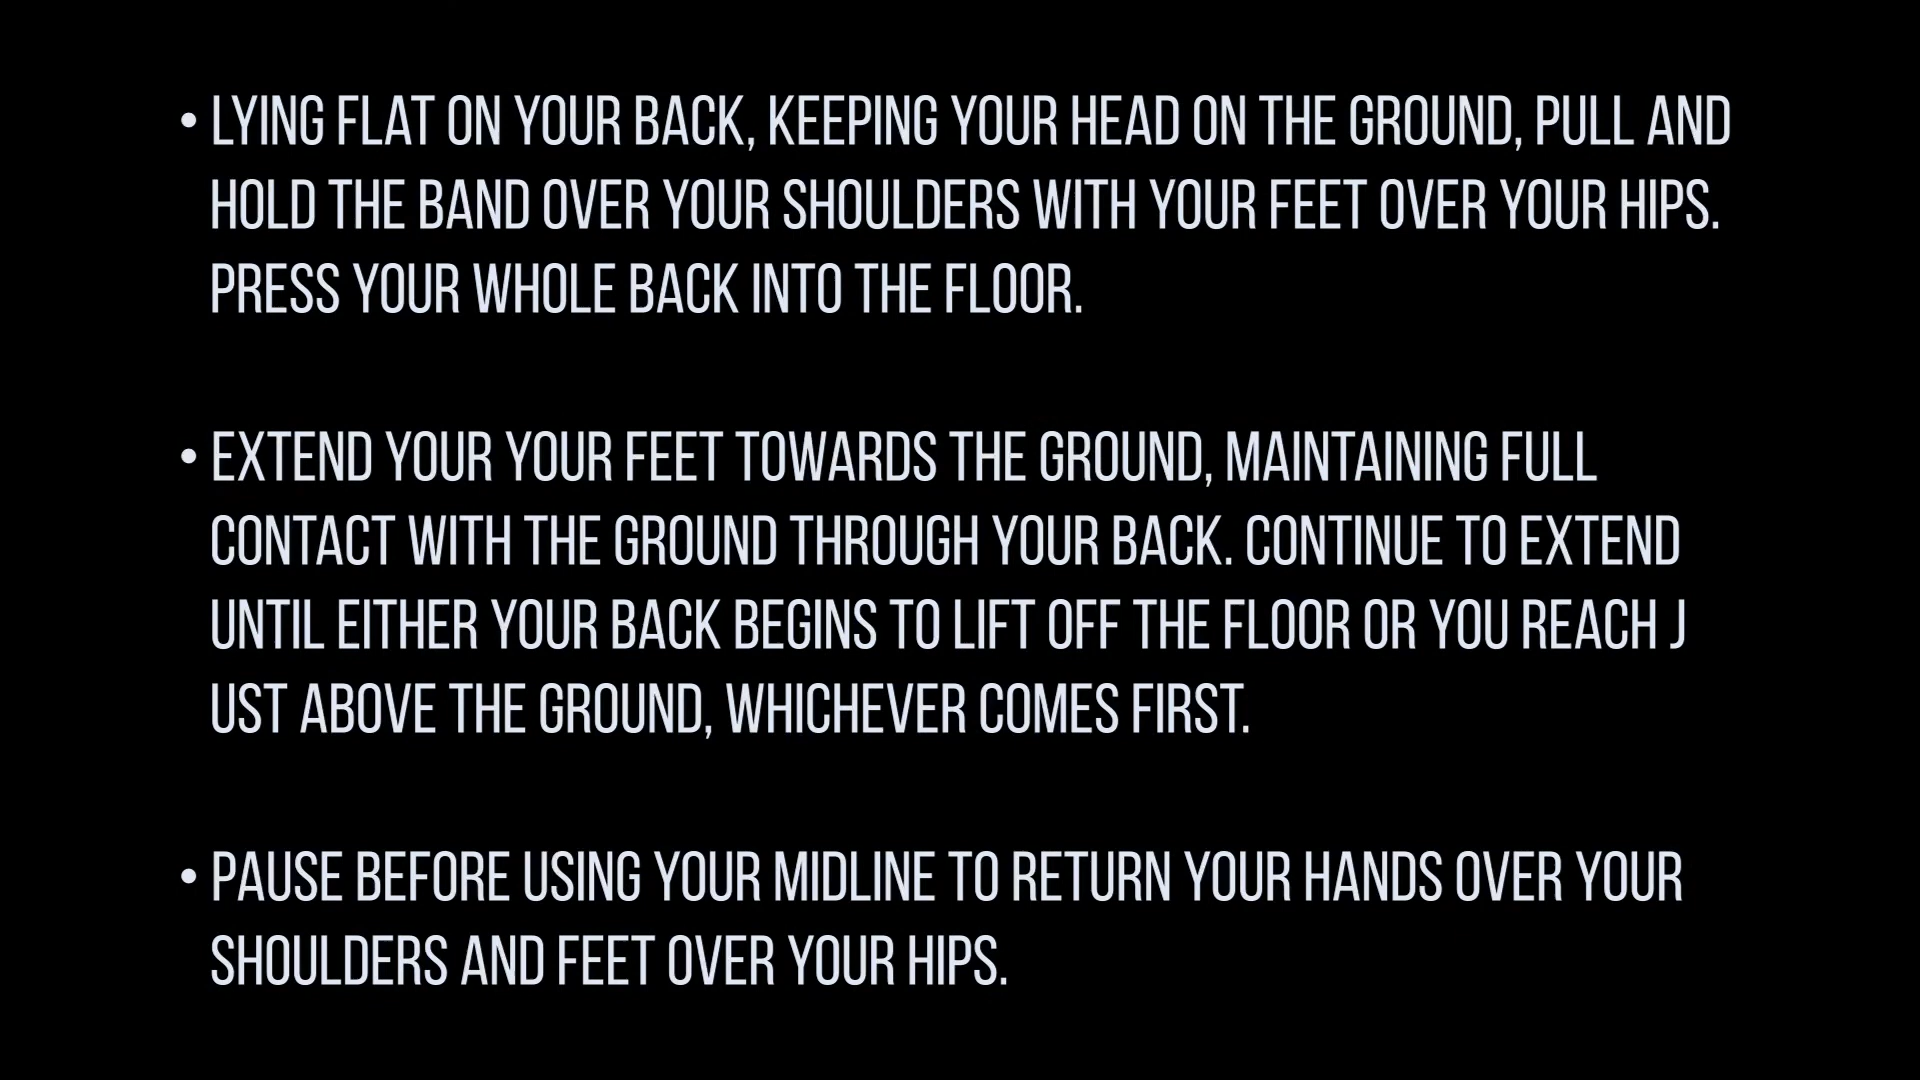 • LYING FLAT ON YOUR BACK, KEEPING YOUR HEAD ON THE GROUND, PULL AND
HOLD THE BAND OVER YOUR SHOULDERS WITH YOUR FEET OVER YOUR HIPS.
PRESS YOUR WHOLE BACK INTO THE FLOOR.
• EXTEND YOUR YOUR FEET TOWARDS THE GROUND, MAINTAINING FULL
CONTACT WITH THE GROUND THROUGH YOUR BACK. CONTINUE TO EXTEND
UNTIL EITHER YOUR BACK BEGINS TO LIFT OFF THE FLOOR OR YOU REACH J
UST ABOVE THE GROUND, WHICHEVER COMES FIRST.
• PAUSE BEFORE USING YOUR MIDLINE TO RETURN YOUR HANDS OVER YOUR
SHOULDERS AND FEET OVER YOUR HIPS.